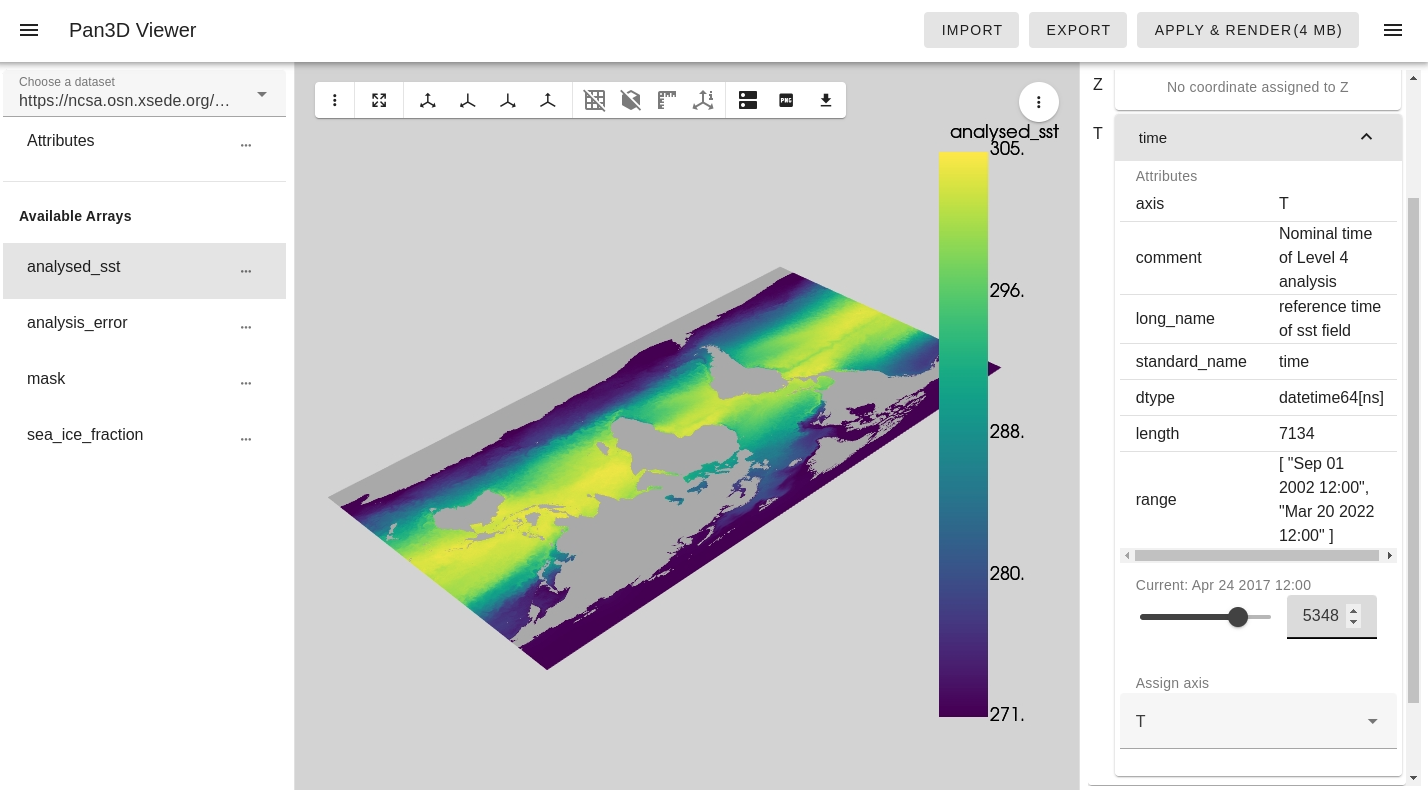 Pan3D Viewer
IMPORT
EXPORT
APPLY & RENDER(4 MB)
Choose a dataset
https://ncsa.osn.xsede.org/...
Attributes
...
Available Arrays
analysed_sst
...
analysis_error
...
mask
...
sea_ice_fraction
...
PNG
analysed_sst
305.
296.
288.
280.
271.
Z
No coordinate assigned to Z
T
time
Attributes
axis
T
comment
Nominal time
of Level 4
analysis
long_name
reference time
of sst field
standard_name
time
dtype
datetime64[ns]
length
7134
range
[ "Sep 01
2002 12:00",
"Mar 20 2022
12:00" ]
Current: Apr 24 2017 12:00
5348
Assign axis
T